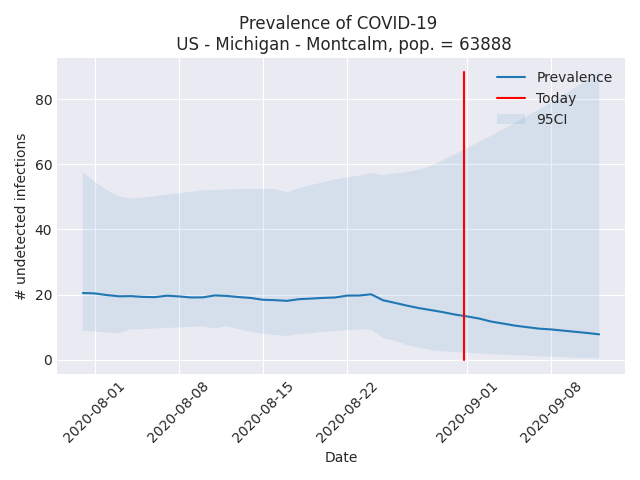 Prevalence of COVID-19
US - Michigan - Montcalm, pop. = 63888
Prevalence
Today
95CI
# undetected infections
80
60
40
20
0
2020-08-01
2020-08-08
2020-08-15
2020-08-22
2020-09-01
2020-09-08
Date